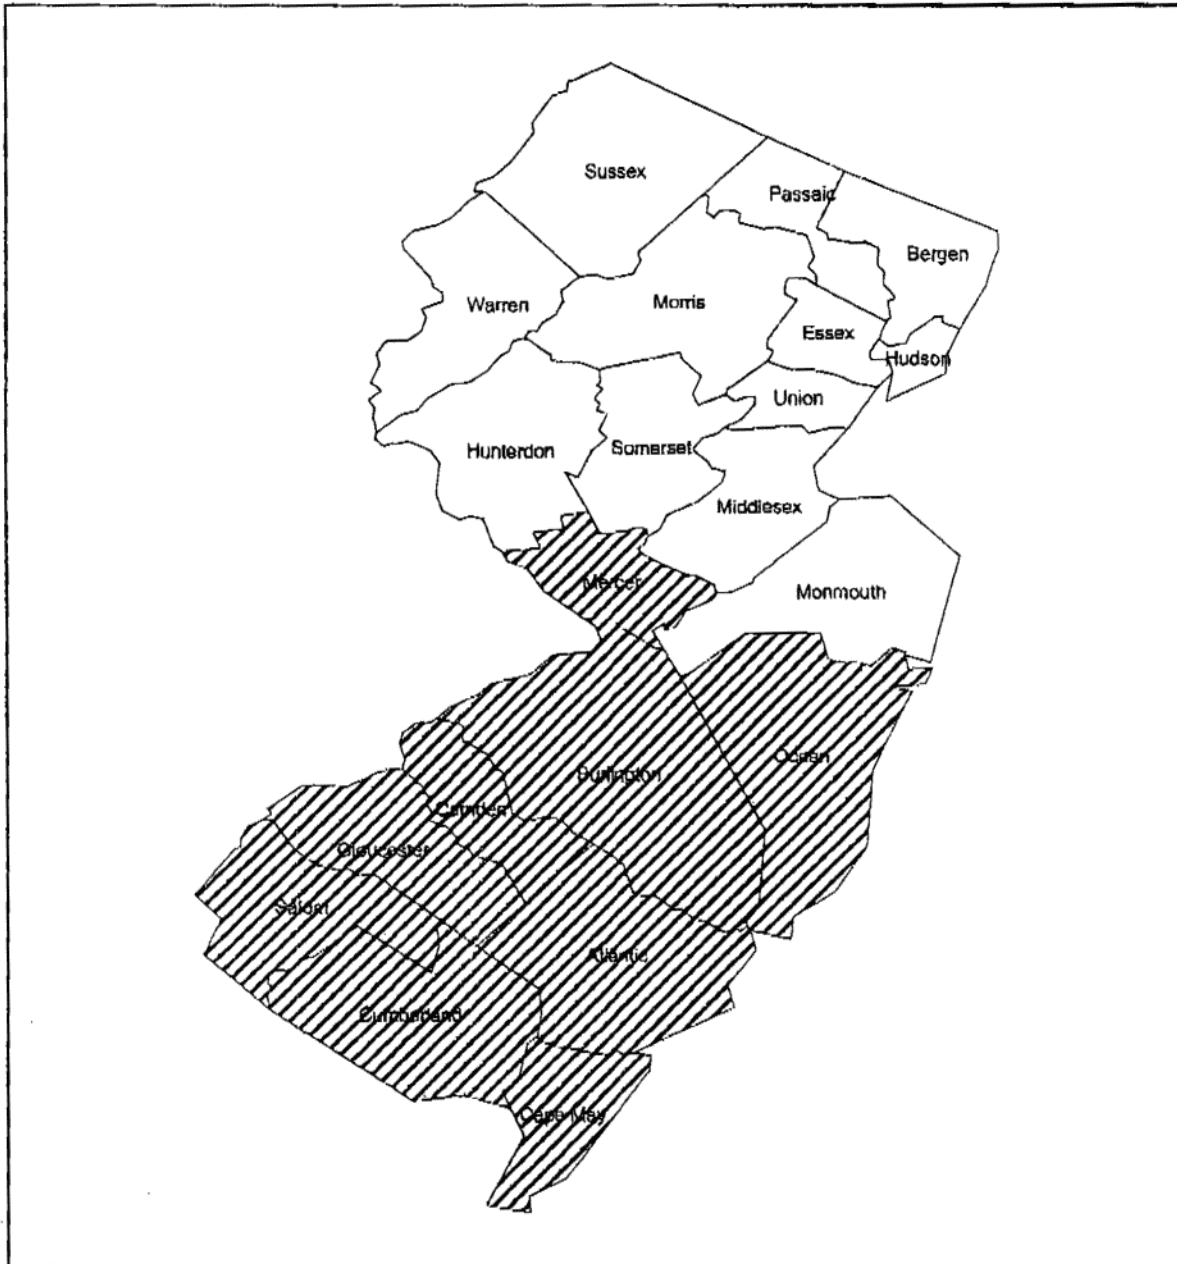 Sussex
Passaic
Bergen
Warren
Morris
Essex
Hudson
Union
Hunterdon
Somerset
Middlesex
Mercer
Monmouth
Ocean
Burlington
Camden
Gloucester
Salem
Atlantic
Cumberland
Cape May